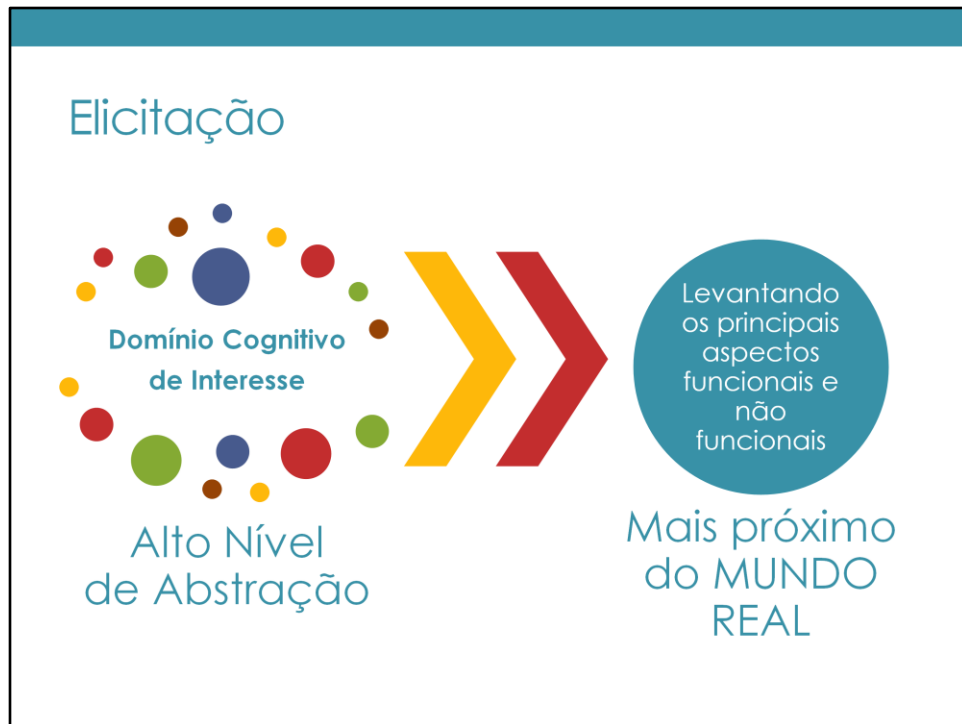 Elicitação
Domínio Cognitivo
de Interesse
Alto Nível
de Abstração
Levantando
os principais
aspectos
funcionais e
não
funcionais
Mais próximo
do MUNDO
REAL